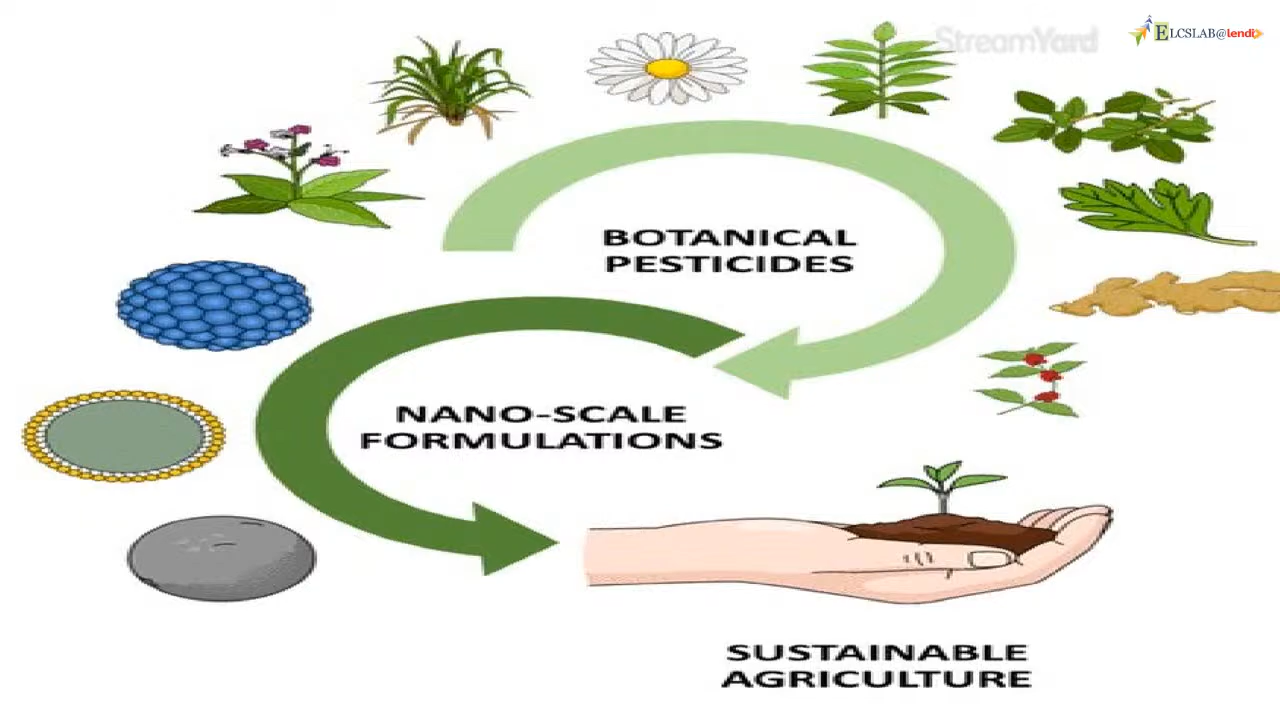 StreamYard
ELCSLAB@lendi
BOTANICAL
PESTICIDES
NANO-SCALE
FORMULATIONS
SUSTAINABLE
AGRICULTURE